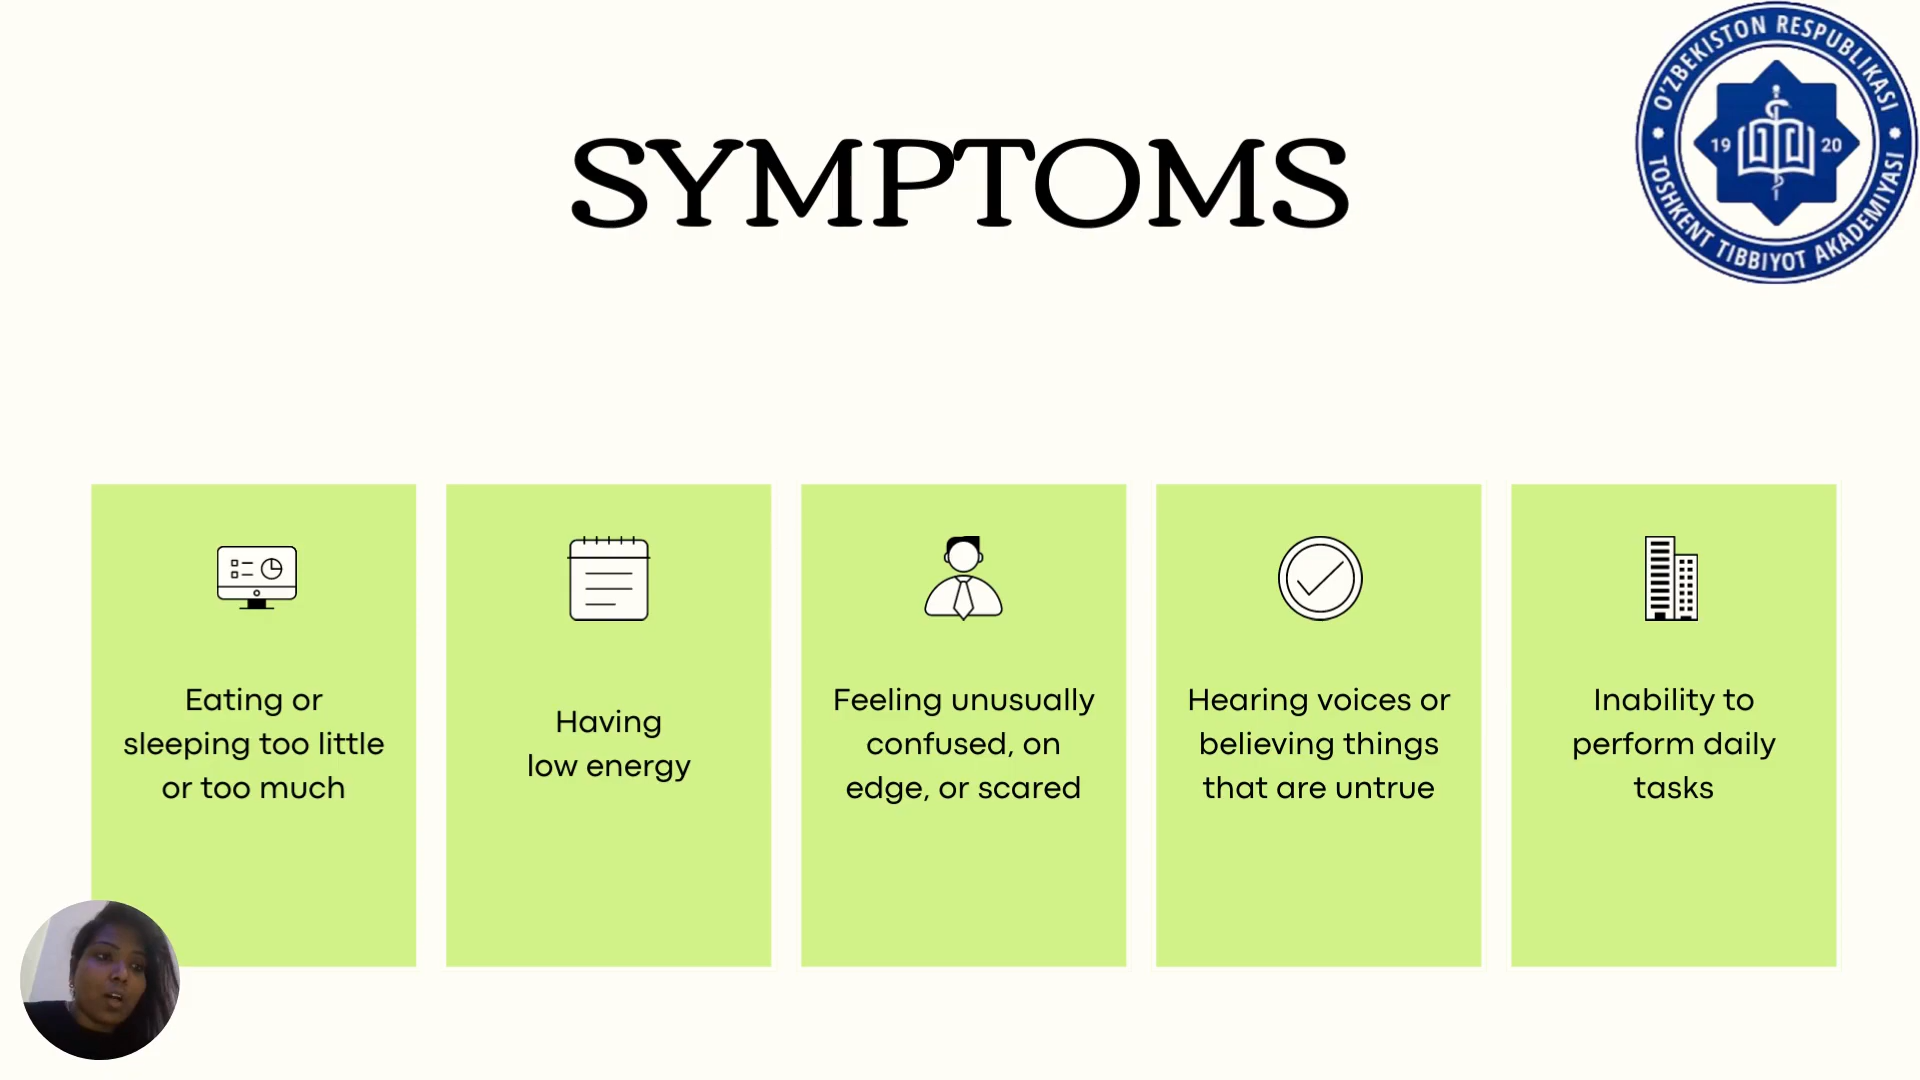 SYMPTOMS
O'ZBEKISTON RESPUBLIKASI
19 20
TOSHKENT TIBBIYOT AKADEMIYASI
Eating or
sleeping too little
or too much
Having
low energy
Feeling unusually
confused, on
edge, or scared
Hearing voices or
believing things
that are untrue
Inability to
perform daily
tasks